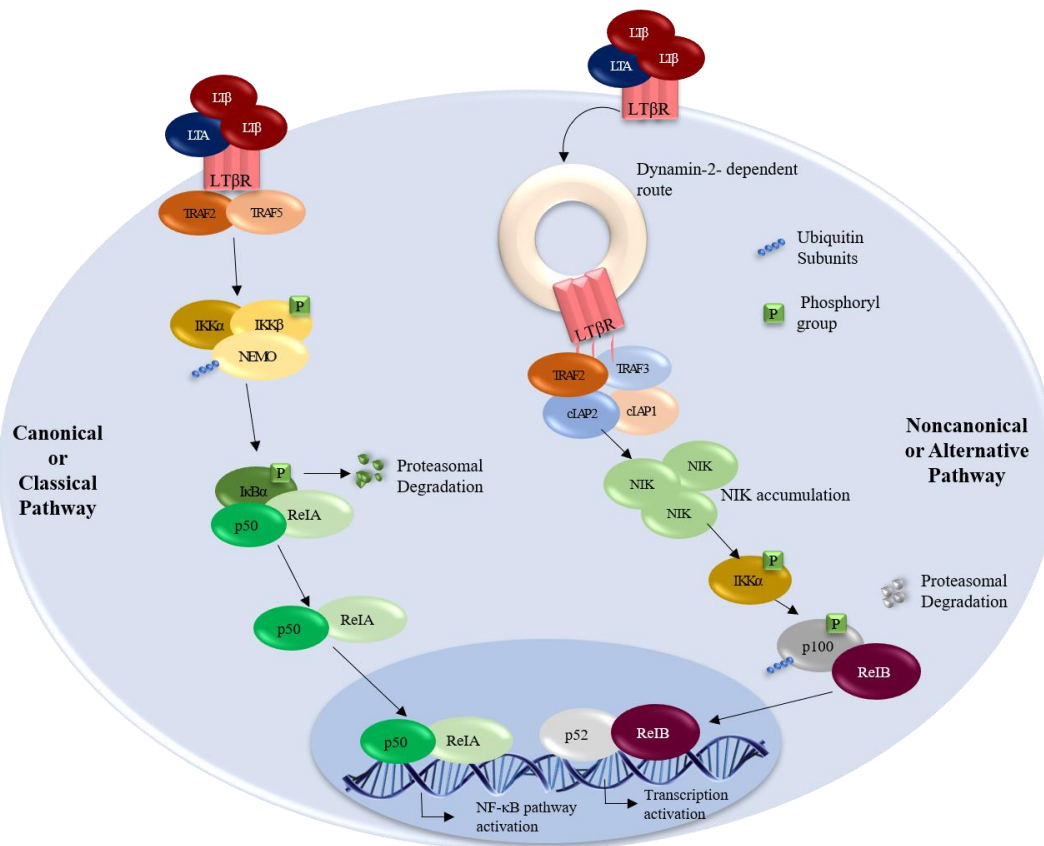 LTβ
LTA
LTβ
LTβR
TRAF2
TRAF5
IKKα
IKKβ
P
NEMO
Canonical
or
Classical
Pathway
P
IκBα
p50
ReIA
Proteasomal
Degradation
p50
ReIA
p50
ReIA
NF-κB pathway
activation
LTβ
LTA
LTβ
LTβR
Dynamin-2- dependent
route
LTβR
TRAF2
TRAF3
cIAP2
cIAP1
NIK
NIK
NIK
NIK accumulation
P
IKKα
Proteasomal
Degradation
P
p100
ReIB
p52
ReIB
Transcription
activation
Ubiquitin
Subunits
P
Phosphoryl
group
Noncanonical
or Alternative
Pathway